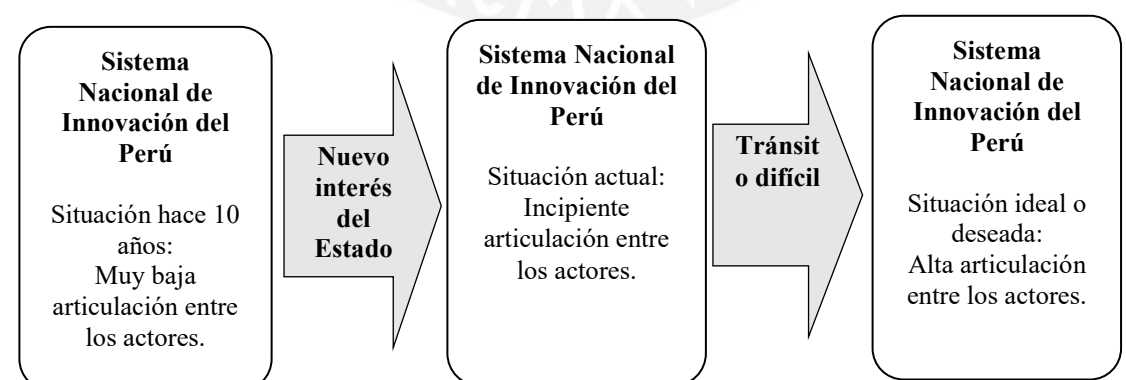 Sistema
Nacional de
Innovación del
Perú
Situación hace 10
años:
Muy baja
articulación entre
los actores.
Nuevo
interés
del
Estado
Sistema Nacional
de Innovación del
Perú
Situación actual:
Incipiente
articulación entre
los actores.
Tránsit
o difícil
Sistema
Nacional de
Innovación del
Perú
Situación ideal o
deseada:
Alta articulación
entre los actores.